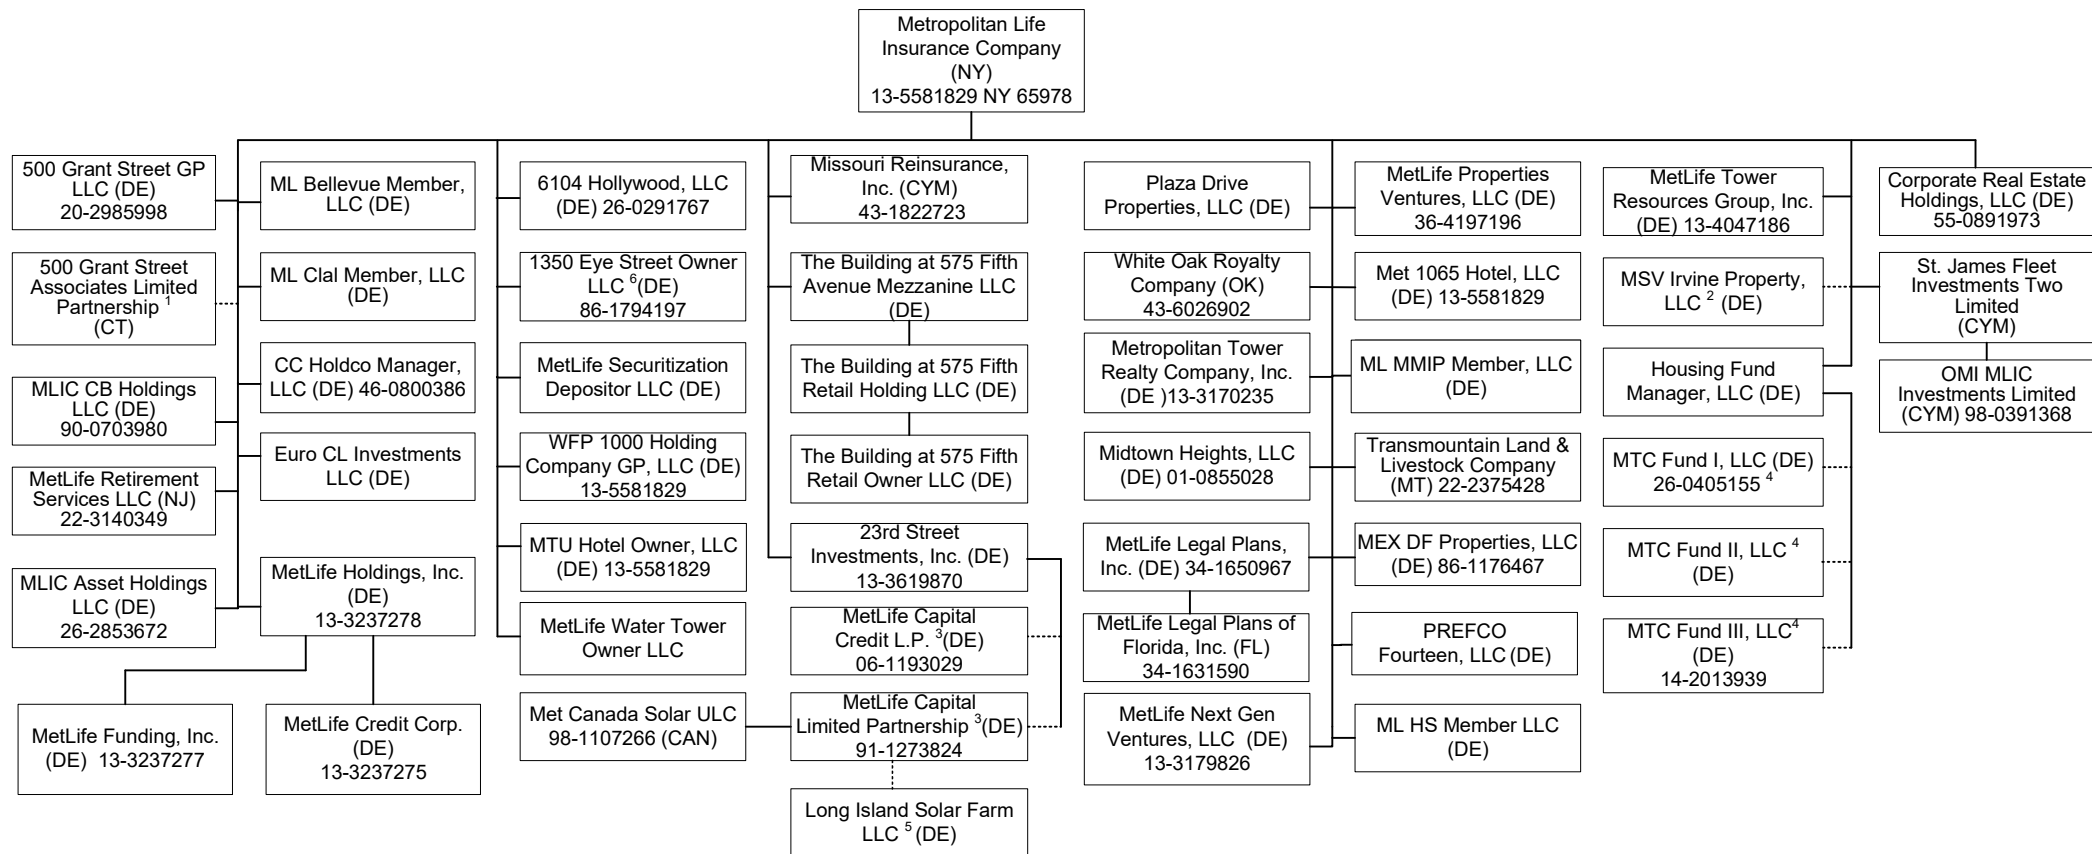 Metropolitan Life
Insurance Company
(NY)
13-5581829 NY 65978
500 Grant Street GP
LLC (DE)
20-2985998
500 Grant Street
Associates Limited
Partnership 1
(CT)
MLIC CB Holdings
LLC (DE)
90-0703980
MetLife Retirement
Services LLC (NJ)
22-3140349
MLIC Asset Holdings
LLC (DE)
26-2853672
ML Bellevue Member,
LLC (DE)
ML Clal Member, LLC
(DE)
CC Holdco Manager,
LLC (DE) 46-0800386
Euro CL Investments
LLC (DE)
MetLife Holdings, Inc.
(DE)
13-3237278
MetLife Funding, Inc.
(DE) 13-3237277
MetLife Credit Corp.
(DE)
13-3237275
6104 Hollywood, LLC
(DE) 26-0291767
1350 Eye Street Owner
LLC 6 (DE)
86-1794197
MetLife Securitization
Depositor LLC (DE)
WFP 1000 Holding
Company GP, LLC (DE)
13-5581829
MTU Hotel Owner, LLC
(DE) 13-5581829
MetLife Water Tower
Owner LLC
Met Canada Solar ULC
98-1107266 (CAN)
Missouri Reinsurance,
Inc. (CYM)
43-1822723
The Building at 575 Fifth
Avenue Mezzanine LLC
(DE)
The Building at 575 Fifth
Retail Holding LLC (DE)
The Building at 575 Fifth
Retail Owner LLC (DE)
23rd Street
Investments, Inc. (DE)
13-3619870
MetLife Capital
Credit L.P. 3 (DE)
06-1193029
MetLife Capital
Limited Partnership 3 (DE)
91-1273824
Long Island Solar Farm
LLC 5 (DE)
Plaza Drive
Properties, LLC (DE)
White Oak Royalty
Company (OK)
43-6026902
Metropolitan Tower
Realty Company, Inc.
(DE )13-3170235
Midtown Heights, LLC
(DE) 01-0855028
MetLife Legal Plans,
Inc. (DE) 34-1650967
MetLife Legal Plans of
Florida, Inc. (FL)
34-1631590
MetLife Next Gen
Ventures, LLC (DE)
13-3179826
MetLife Properties
Ventures, LLC (DE)
36-4197196
Met 1065 Hotel, LLC
(DE) 13-5581829
ML MMIP Member, LLC
(DE)
Transmountain Land &
Livestock Company
(MT) 22-2375428
MEX DF Properties, LLC
(DE) 86-1176467
PREFCO
Fourteen, LLC (DE)
ML HS Member LLC
(DE)
MetLife Tower
Resources Group, Inc.
(DE) 13-4047186
MSV Irvine Property,
LLC 2 (DE)
Housing Fund
Manager, LLC (DE)
MTC Fund I, LLC (DE)
26-0405155 4
MTC Fund II, LLC 4
(DE)
MTC Fund III, LLC4
(DE)
14-2013939
Corporate Real Estate
Holdings, LLC (DE)
55-0891973
St. James Fleet
Investments Two
Limited
(CYM)
OMI MLIC
Investments Limited
(CYM) 98-0391368